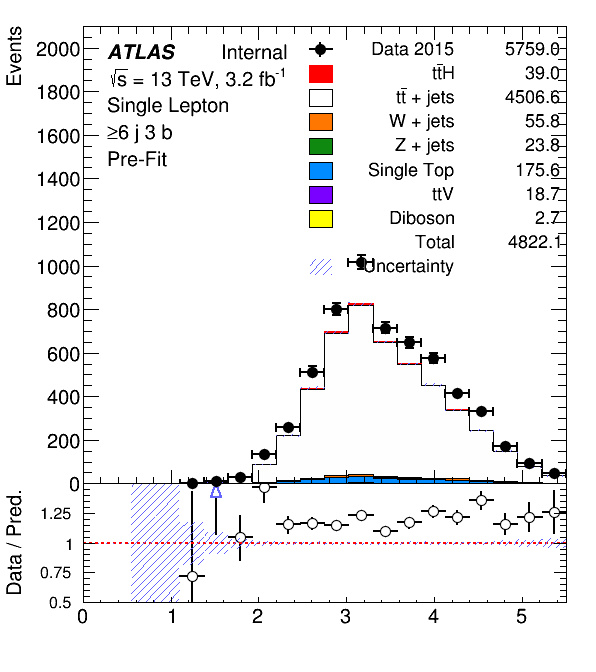 Events
2000
1800
1600
1400
1200
1000
800
600
400
200
0
ATLAS Internal
√s = 13 TeV, 3.2 fb-1
Single Lepton
≥6 j 3 b
Pre-Fit
Data 2015 5759.0
tt̄H 39.0
tt̄ + jets 4506.6
W + jets 55.8
Z + jets 23.8
Single Top 175.6
ttV 18.7
Diboson 2.7
Total 4822.1
Uncertainty
Data / Pred.
1.25
1
0.75
0.5
0 1 2 3 4 5